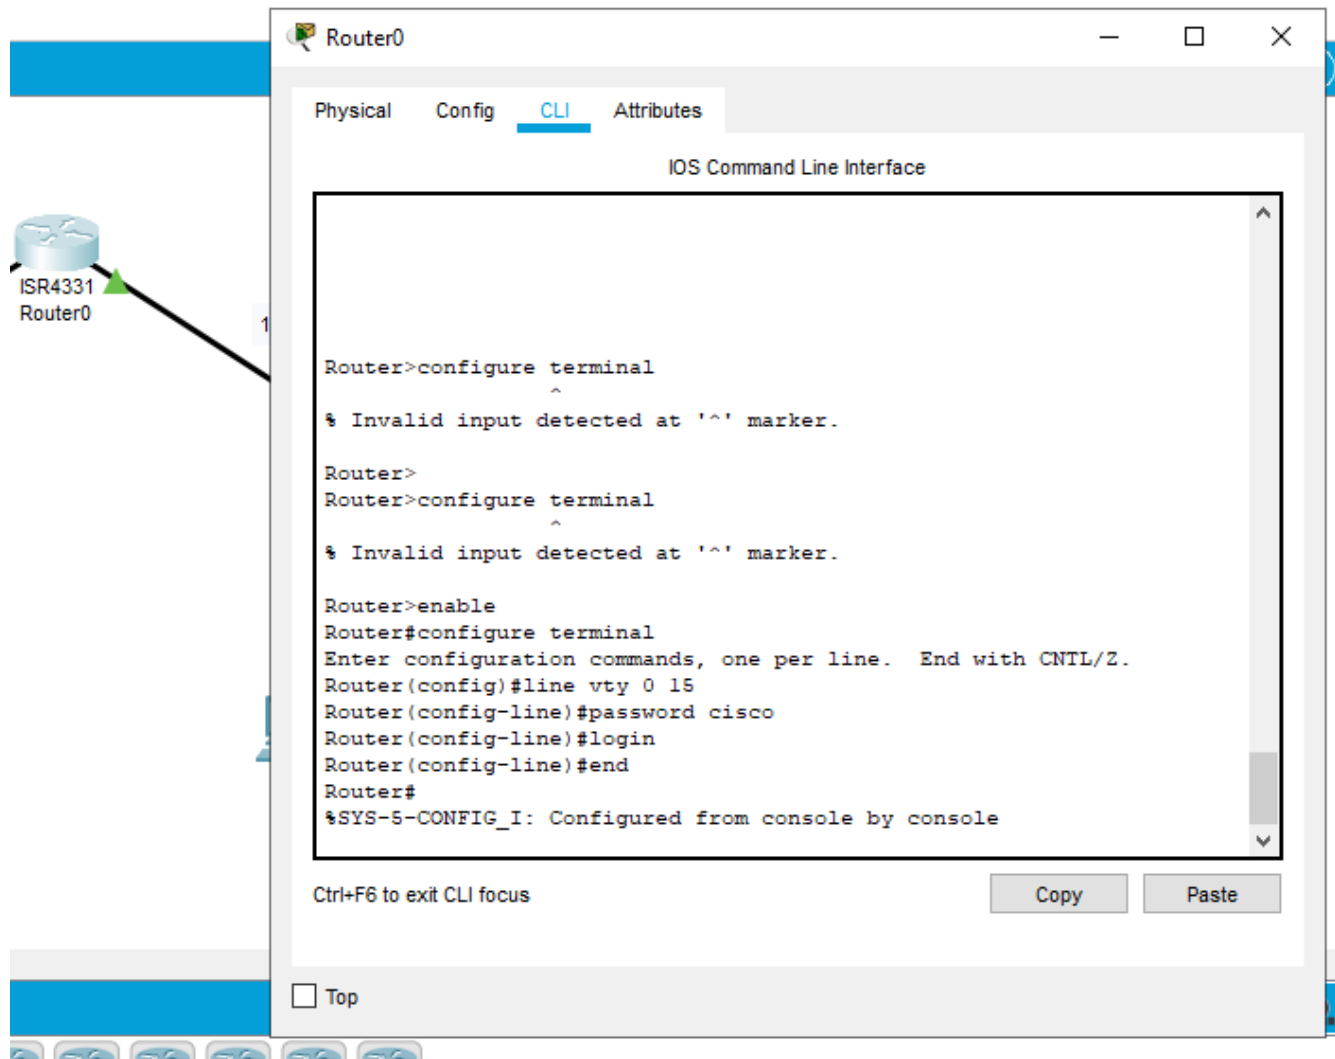 Router0
Physical Config CLI Attributes
IOS Command Line Interface
ISR4331
Router0
1
Router>configure terminal
^
% Invalid input detected at '^' marker.
Router>
Router>configure terminal
^
% Invalid input detected at '^' marker.
Router>enable
Router#configure terminal
Enter configuration commands, one per line.  End with CNTL/Z.
Router(config)#line vty 0 15
Router(config-line)#password cisco
Router(config-line)#login
Router(config-line)#end
Router#
%SYS-5-CONFIG_I: Configured from console by console
Ctrl+F6 to exit CLI focus
Copy Paste
Top